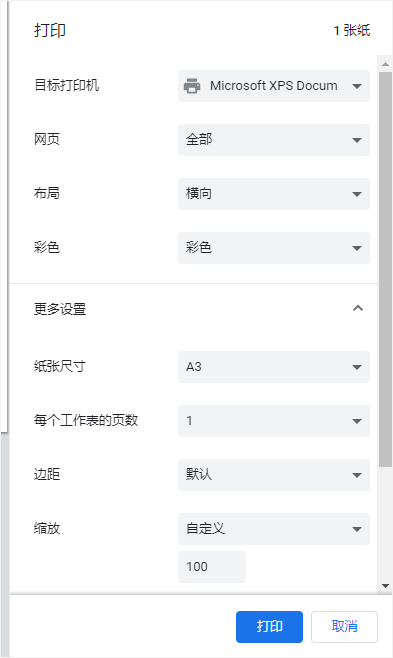 打印
1 张纸
目标打印机
Microsoft XPS Docum
网页
全部
布局
横向
彩色
彩色
更多设置
纸张尺寸
A3
每个工作表的页数
1
边距
默认
缩放
自定义
100
打印
取消